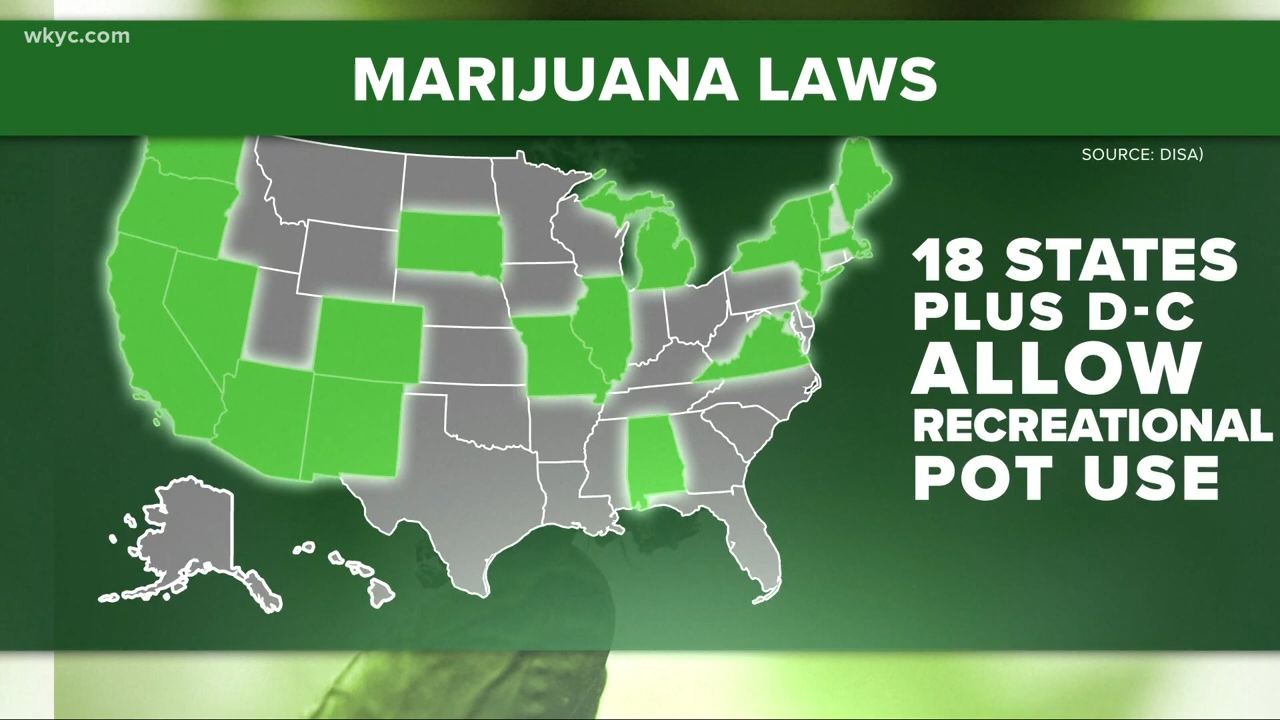 wkyc.com
MARIJUANA LAWS
SOURCE: DISA)
18 STATES
PLUS D-C
ALLOW
RECREATIONAL
POT USE